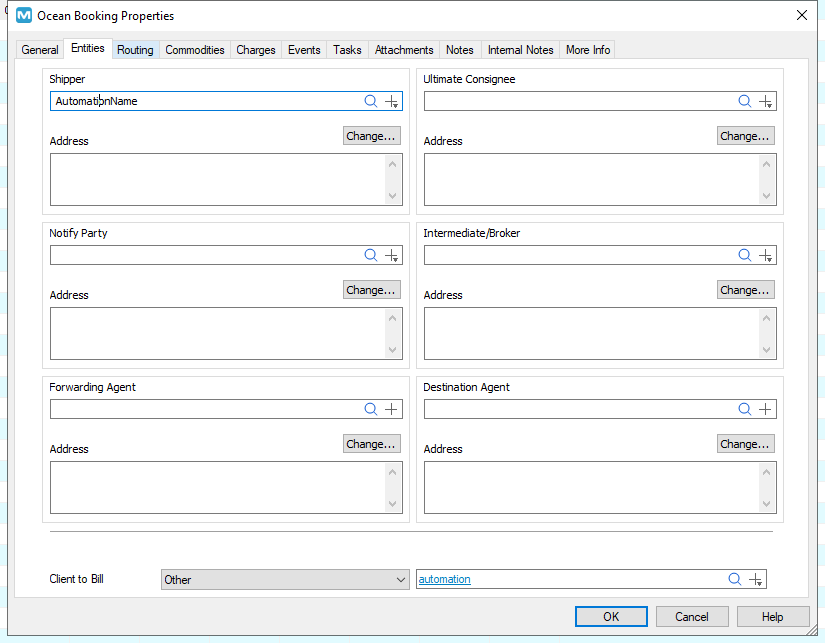 Ocean Booking Properties
General Entities Routing Commodities Charges Events Tasks Attachments Notes Internal Notes More Info
Shipper
AutomationName
Address
Change...
Ultimate Consignee
Address
Change...
Notify Party
Address
Change...
Intermediate/Broker
Address
Change...
Forwarding Agent
Address
Change...
Destination Agent
Address
Change...
Client to Bill
Other
automation
OK Cancel Help